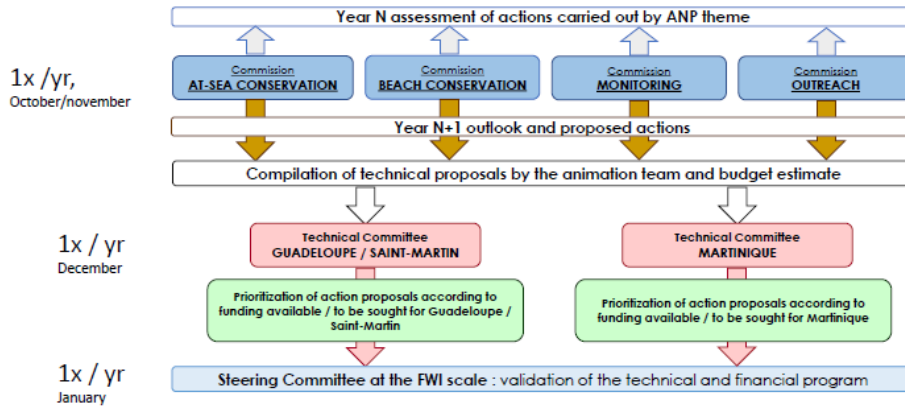 Year N assessment of actions carried out by ANP theme
1x /yr,
October/november
Commission
AT-SEA CONSERVATION
Commission
BEACH CONSERVATION
Commission
MONITORING
Commission
OUTREACH
Year N+1 outlook and proposed actions
Compilation of technical proposals by the animation team and budget estimate
1x / yr
December
Technical Committee
GUADELOUPE / SAINT-MARTIN
Technical Committee
MARTINIQUE
Prioritization of action proposals according to
funding available / to be sought for Guadeloupe /
Saint-Martin
Prioritization of action proposals according to
funding available / to be sought for Martinique
1x / yr
January
Steering Committee at the FWI scale : validation of the technical and financial program